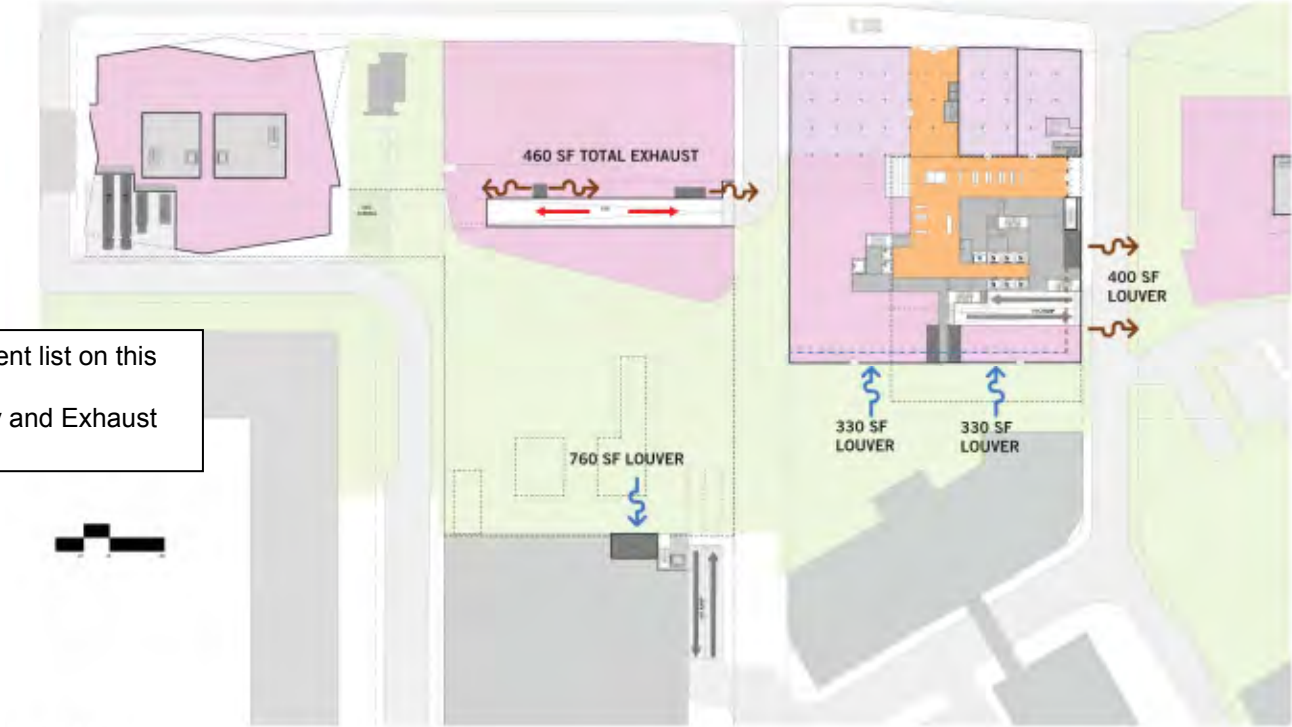 460 SF TOTAL EXHAUST
400 SF
LOUVER
ent list on this
and Exhaust
330 SF
LOUVER
330 SF
LOUVER
760 SF LOUVER